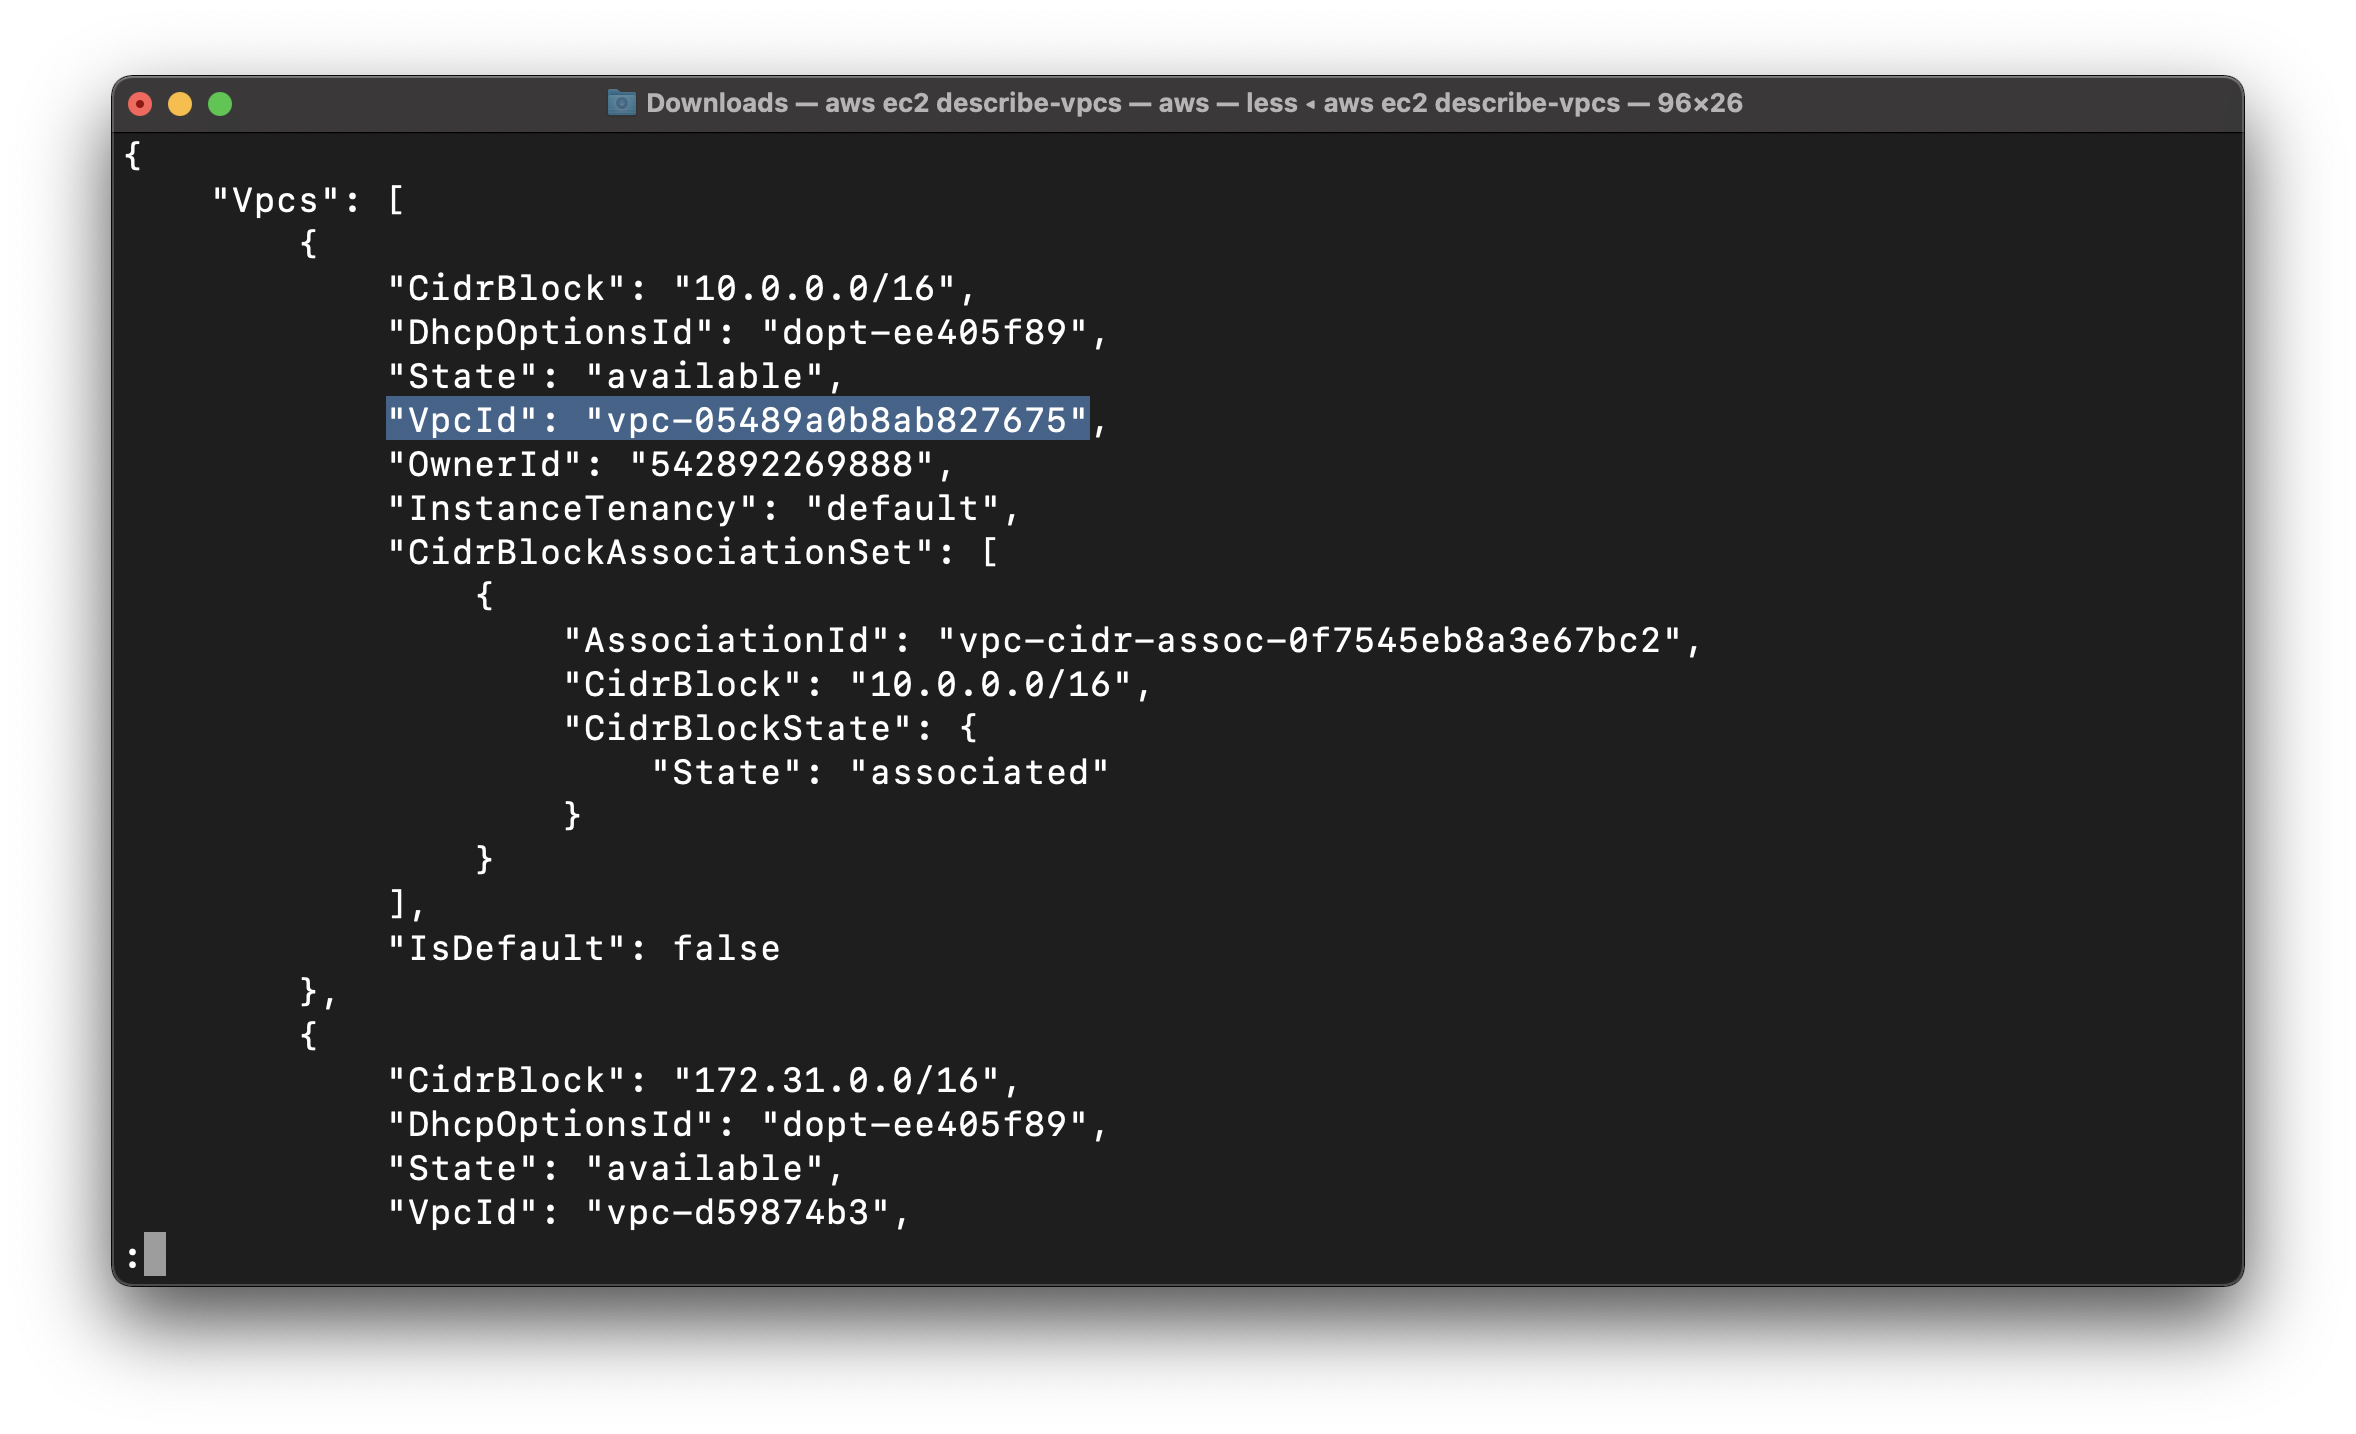 Downloads — aws ec2 describe-vpcs — aws — less ◂ aws ec2 describe-vpcs — 96×26
{
    "Vpcs": [
        {
            "CidrBlock": "10.0.0.0/16",
            "DhcpOptionsId": "dopt-ee405f89",
            "State": "available",
            "VpcId": "vpc-05489a0b8ab827675",
            "OwnerId": "542892269888",
            "InstanceTenancy": "default",
            "CidrBlockAssociationSet": [
                {
                    "AssociationId": "vpc-cidr-assoc-0f7545eb8a3e67bc2",
                    "CidrBlock": "10.0.0.0/16",
                    "CidrBlockState": {
                        "State": "associated"
                    }
                }
            ],
            "IsDefault": false
        },
        {
            "CidrBlock": "172.31.0.0/16",
            "DhcpOptionsId": "dopt-ee405f89",
            "State": "available",
            "VpcId": "vpc-d59874b3",
: